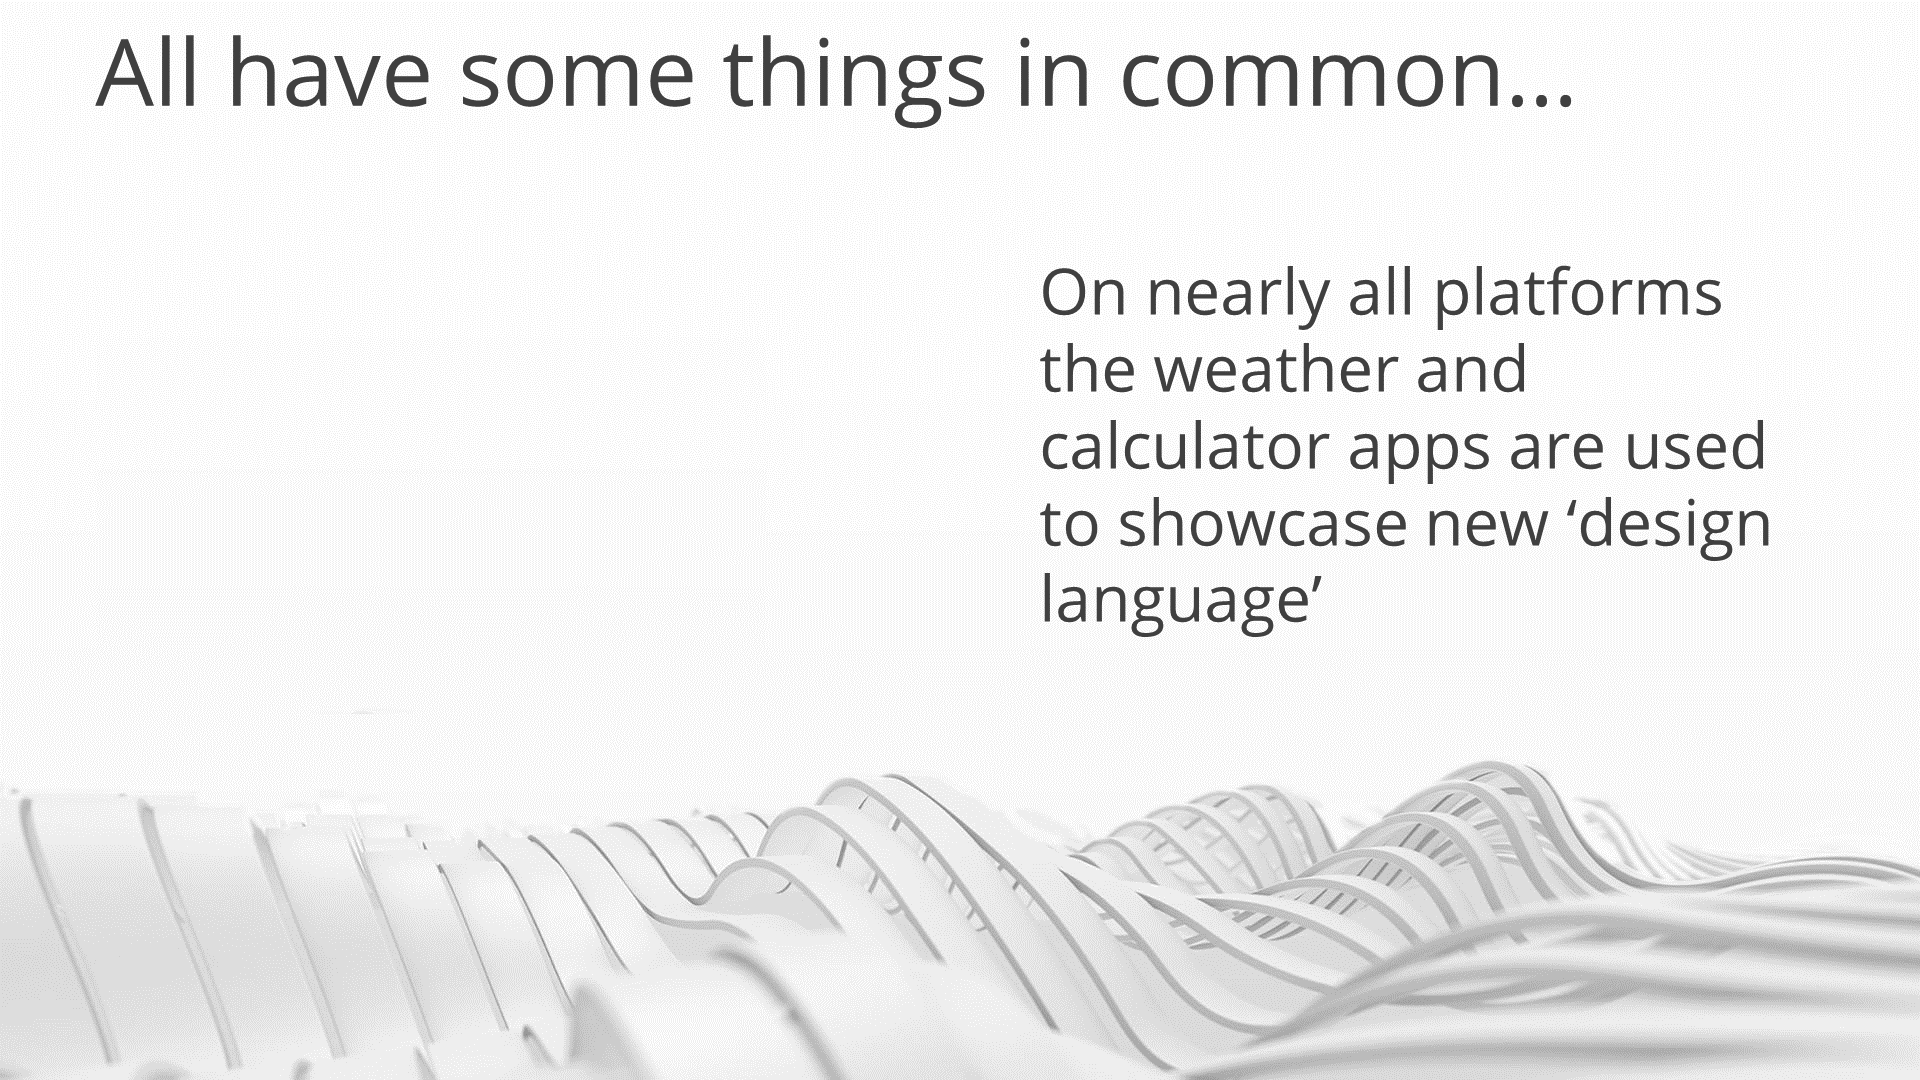 All have some things in common…
On nearly all platforms
the weather and
calculator apps are used
to showcase new ‘design
language’